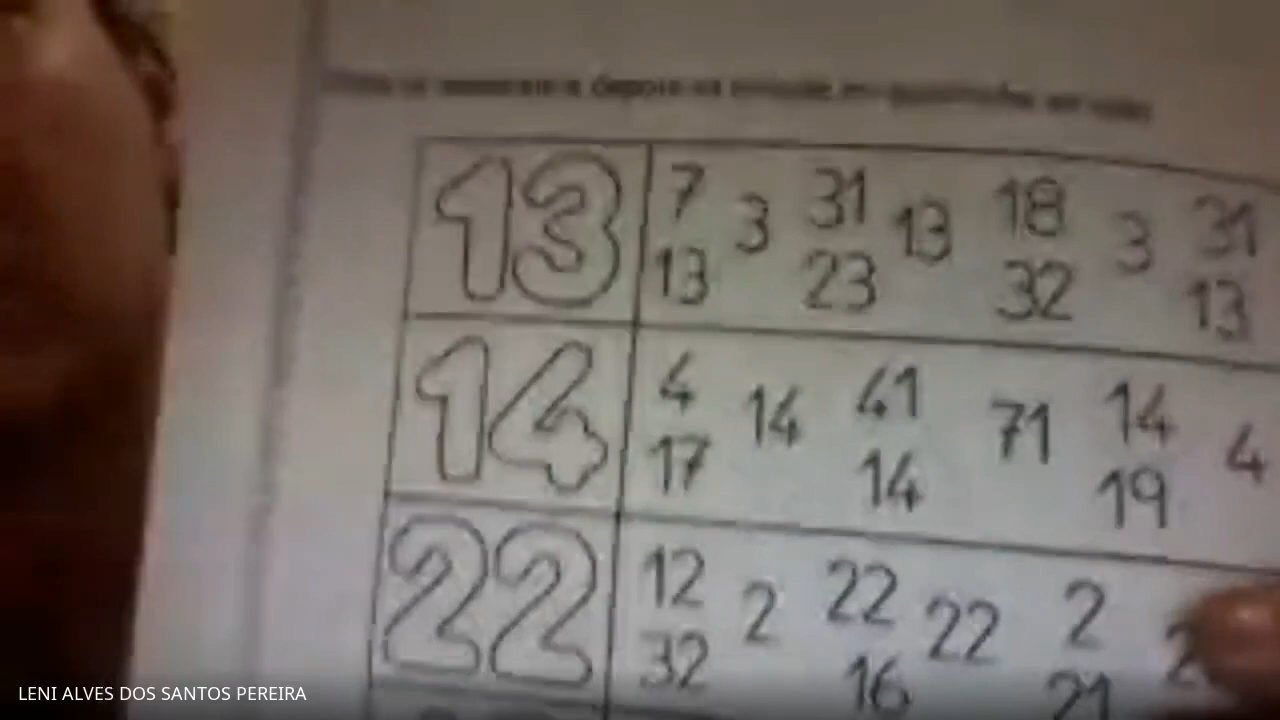 depois
13 7 3 31 13 18 3 31
13 23 32 13
14 4 14 41 71 14 4
17 14 19
22 12 2 22 22 2
32 16 21
LENI ALVES DOS SANTOS PEREIRA